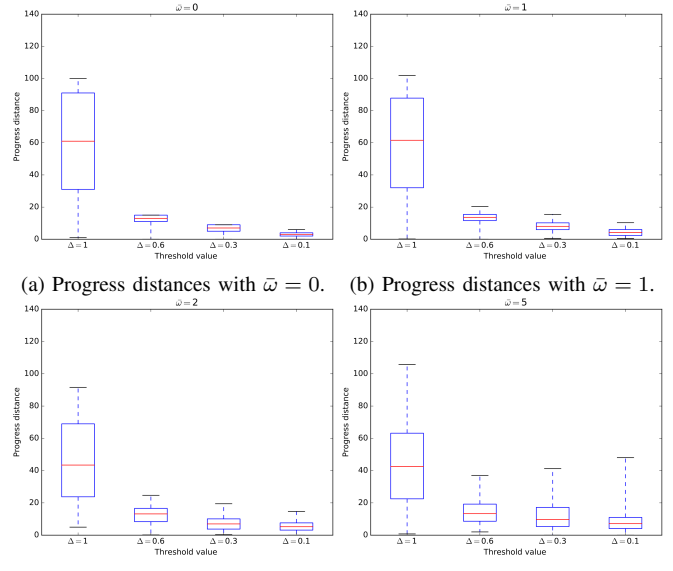 ω̄ = 0
140
120
100
80
60
40
20
0
Progress distance
Δ = 1 Δ = 0.6 Δ = 0.3 Δ = 0.1
Threshold value
(a) Progress distances with ω̄ = 0.
ω̄ = 1
140
120
100
80
60
40
20
0
Progress distance
Δ = 1 Δ = 0.6 Δ = 0.3 Δ = 0.1
Threshold value
(b) Progress distances with ω̄ = 1.
ω̄ = 2
140
120
100
80
60
40
20
0
Progress distance
Δ = 1 Δ = 0.6 Δ = 0.3 Δ = 0.1
Threshold value
ω̄ = 5
140
120
100
80
60
40
20
0
Progress distance
Δ = 1 Δ = 0.6 Δ = 0.3 Δ = 0.1
Threshold value